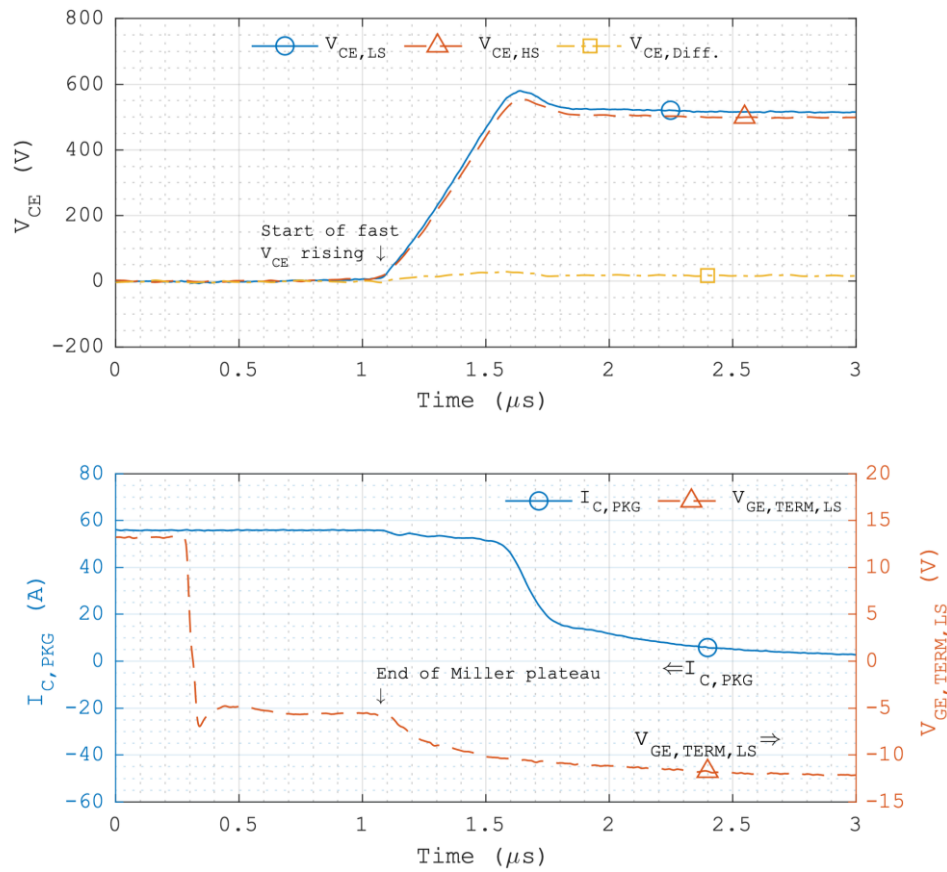 800
600
400
200
0
-200
V_CE (V)
V_CE,LS V_CE,HS V_CE,Diff.
Start of fast
V_CE rising ↓
0 0.5 1 1.5 2 2.5 3
Time (μs)
80
60
40
20
0
-20
-40
-60
I_C,PKG (A)
I_C,PKG V_GE,TERM,LS
⇐I_C,PKG
End of Miller plateau
↓
V_GE,TERM,LS⇒
20
15
10
5
0
-5
-10
-15
V_GE,TERM,LS (V)
0 0.5 1 1.5 2 2.5 3
Time (μs)